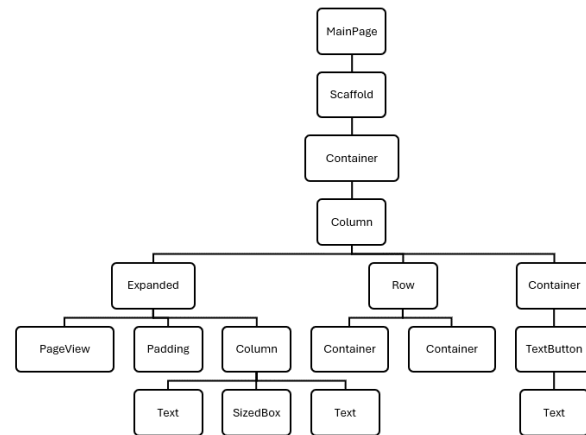 MainPage
Scaffold
Container
Column
Expanded
Row
Container
PageView
Padding
Column
Container
Container
TextButton
Text
SizedBox
Text
Text